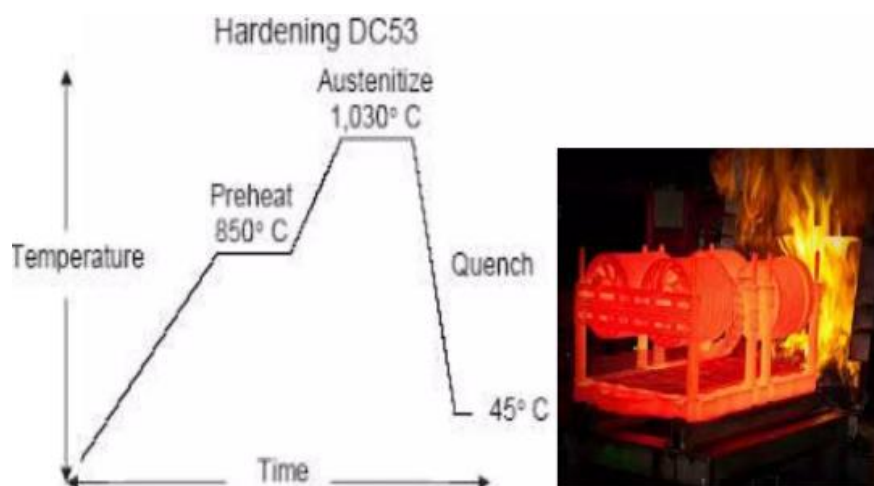 Hardening DC53
Austenitize
1,030° C
Preheat
850° C
Temperature
Quench
45° C
Time